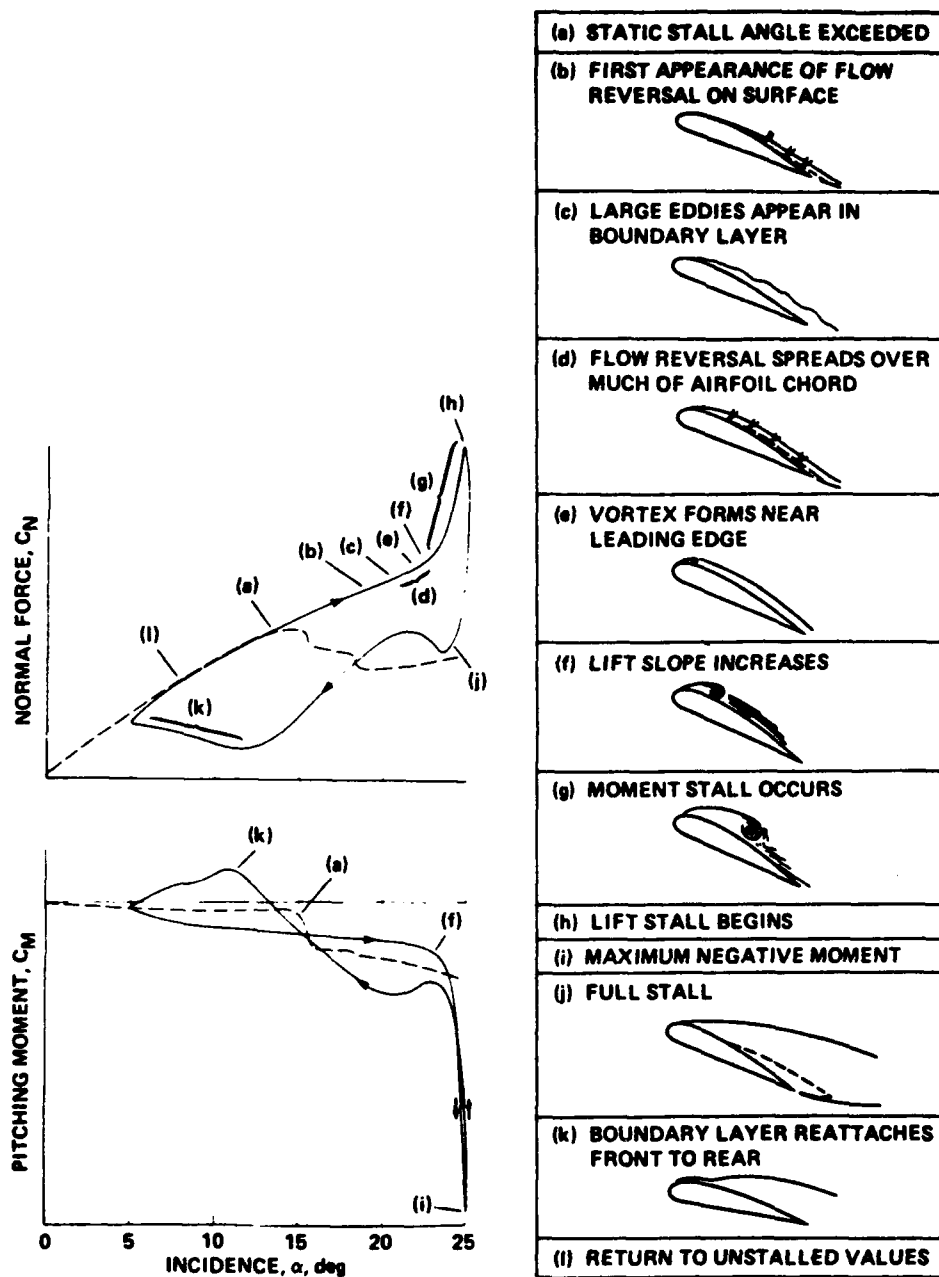 NORMAL FORCE, C_N
(h)
(g)
(f)
(e)
(c)
(b)
(d)
(a)
(l)
(j)
(k)
PITCHING MOMENT, C_M
(k)
(a)
(f)
(i)
0 5 10 15 20 25
INCIDENCE, α, deg
(a) STATIC STALL ANGLE EXCEEDED
(b) FIRST APPEARANCE OF FLOW
REVERSAL ON SURFACE
(c) LARGE EDDIES APPEAR IN
BOUNDARY LAYER
(d) FLOW REVERSAL SPREADS OVER
MUCH OF AIRFOIL CHORD
(e) VORTEX FORMS NEAR
LEADING EDGE
(f) LIFT SLOPE INCREASES
(g) MOMENT STALL OCCURS
(h) LIFT STALL BEGINS
(i) MAXIMUM NEGATIVE MOMENT
(j) FULL STALL
(k) BOUNDARY LAYER REATTACHES
FRONT TO REAR
(l) RETURN TO UNSTALLED VALUES